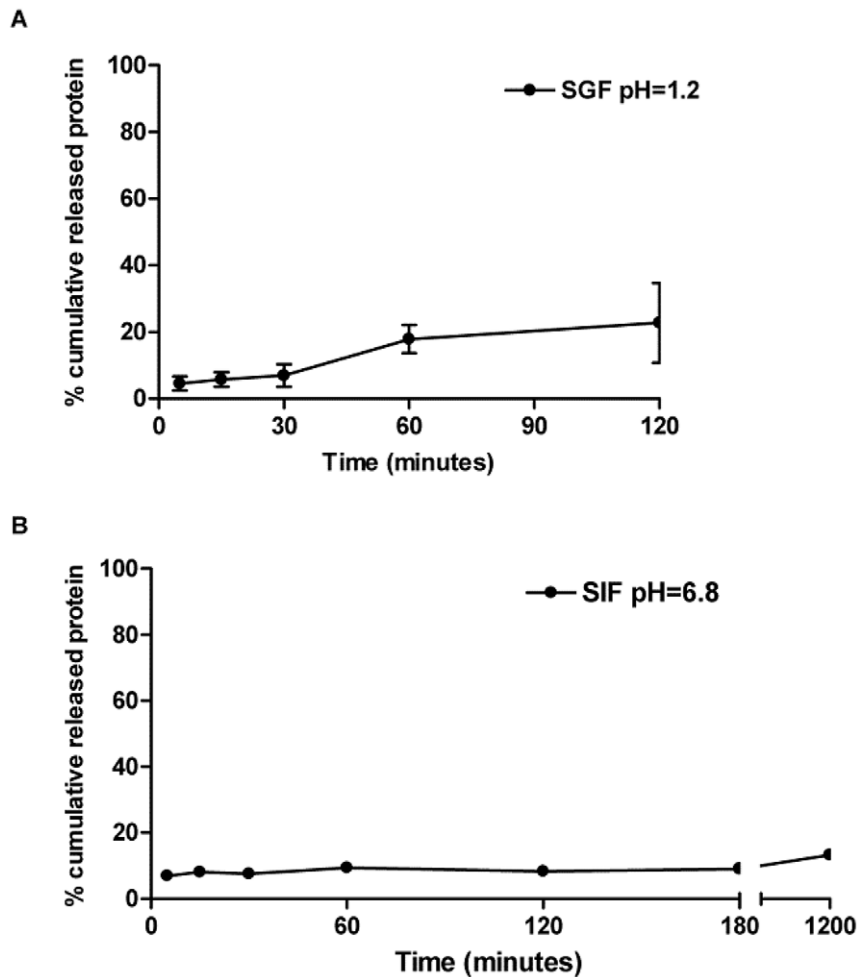 A
% cumulative released protein
100
80
60
40
20
0
SGF pH=1.2
0 30 60 90 120
Time (minutes)
B
% cumulative released protein
100
80
60
40
20
0
SIF pH=6.8
0 60 120 180 1200
Time (minutes)